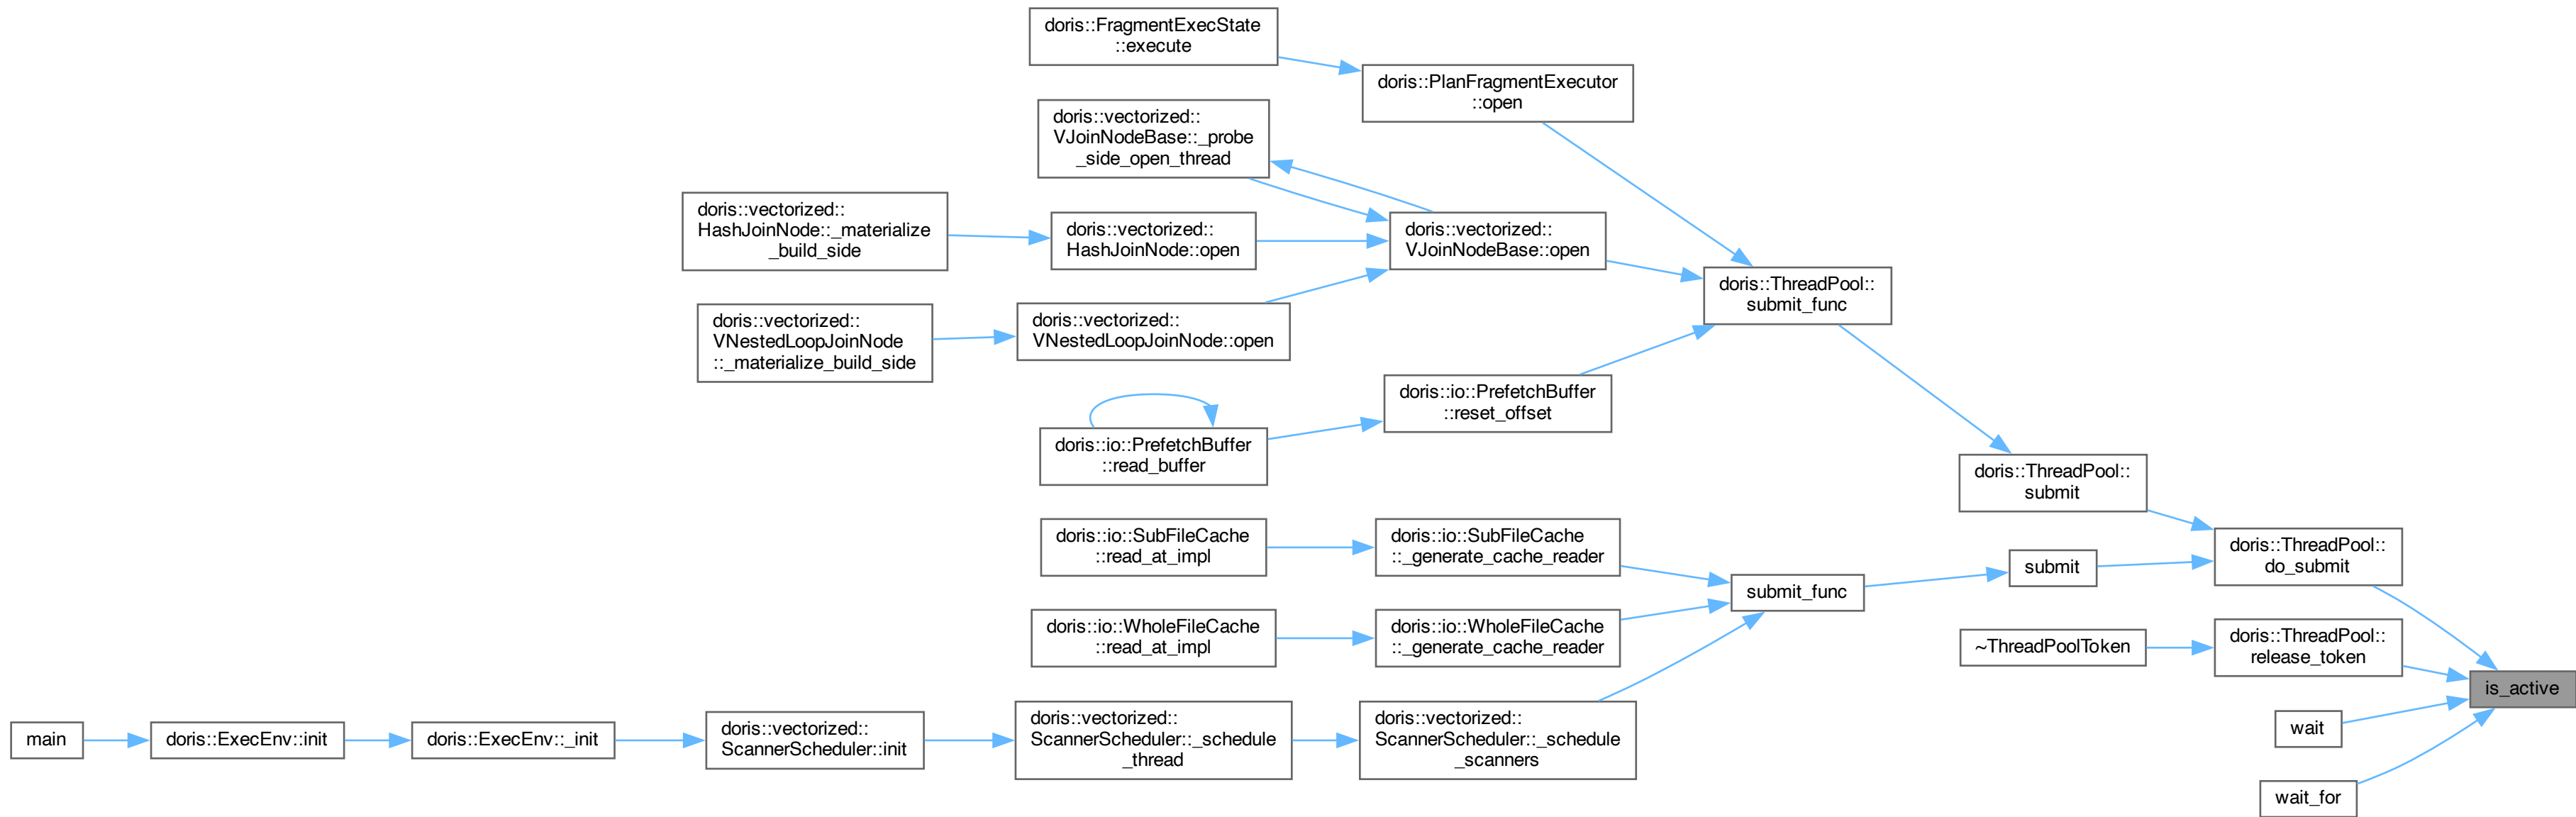 doris::FragmentExecState
::execute
doris::PlanFragmentExecutor
::open
doris::vectorized::
VJoinNodeBase::_probe
_side_open_thread
doris::vectorized::
HashJoinNode::_materialize
_build_side
doris::vectorized::
HashJoinNode::open
doris::vectorized::
VJoinNodeBase::open
doris::ThreadPool::
submit_func
doris::vectorized::
VNestedLoopJoinNode
::_materialize_build_side
doris::vectorized::
VNestedLoopJoinNode::open
doris::io::PrefetchBuffer
::reset_offset
doris::io::PrefetchBuffer
::read_buffer
doris::ThreadPool::
submit
doris::io::SubFileCache
::read_at_impl
doris::io::SubFileCache
::_generate_cache_reader
submit
doris::ThreadPool::
do_submit
submit_func
doris::io::WholeFileCache
::read_at_impl
doris::io::WholeFileCache
::_generate_cache_reader
~ThreadPoolToken
doris::ThreadPool::
release_token
is_active
main
doris::ExecEnv::init
doris::ExecEnv::_init
doris::vectorized::
ScannerScheduler::init
doris::vectorized::
ScannerScheduler::_schedule
_thread
doris::vectorized::
ScannerScheduler::_schedule
_scanners
wait
wait_for